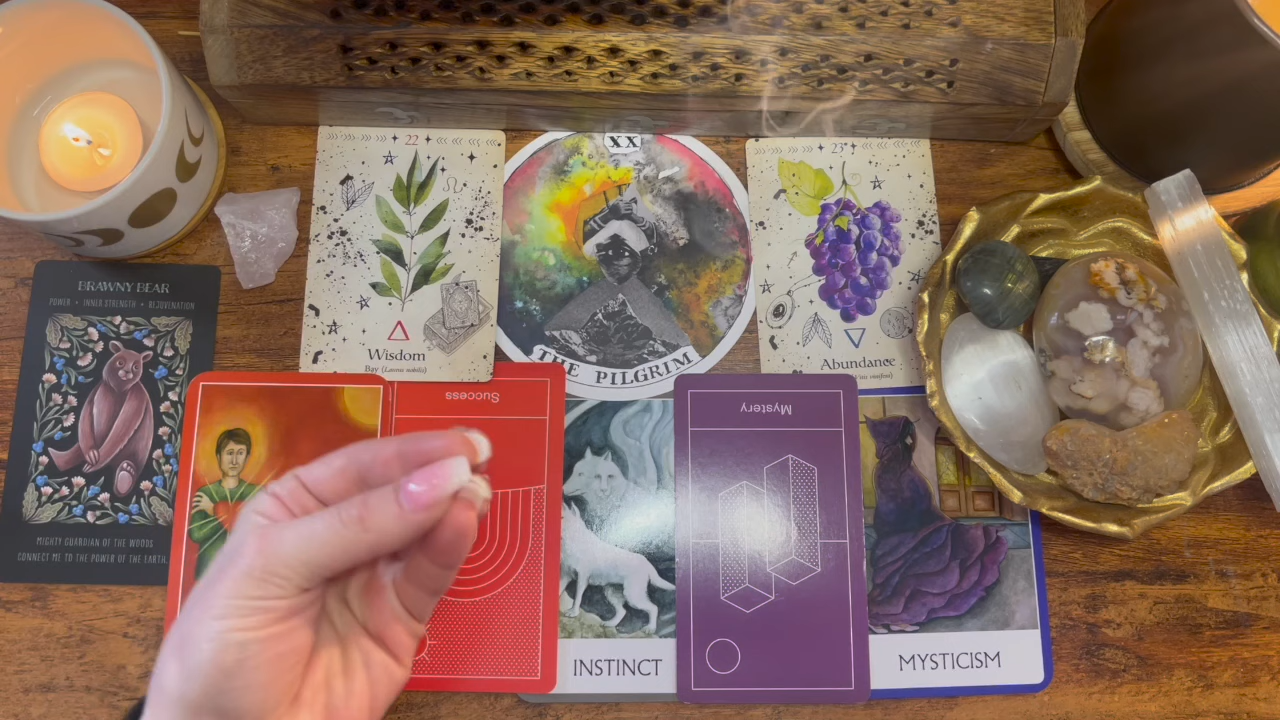 22
Wisdom
Bay (Laurus nobilis)
XX
THE PILGRIM
23
Abundance
BRAWNY BEAR
POWER • INNER STRENGTH • REJUVENATION
MIGHTY GUARDIAN OF THE WOODS
CONNECT ME TO THE POWER OF THE EARTH.
Success
INSTINCT
Mystery
MYSTICISM